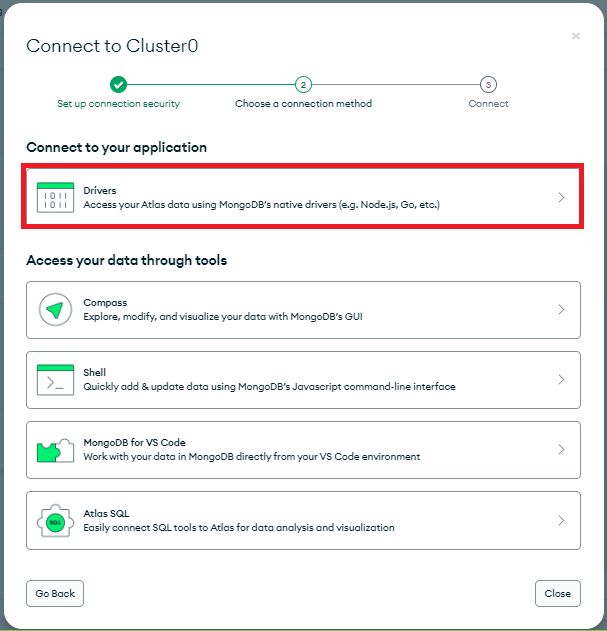 Connect to Cluster0
2
3
Set up connection security
Choose a connection method
Connect
Connect to your application
1011
1011
Drivers
Access your Atlas data using MongoDB's native drivers (e.g. Node.js, Go, etc.)
Access your data through tools
Compass
Explore, modify, and visualize your data with MongoDB's GUI
>_
Shell
Quickly add & update data using MongoDB's Javascript command-line interface
MongoDB for VS Code
Work with your data in MongoDB directly from your VS Code environment
SQL
Atlas SQL
Easily connect SQL tools to Atlas for data analysis and visualization
Go Back
Close